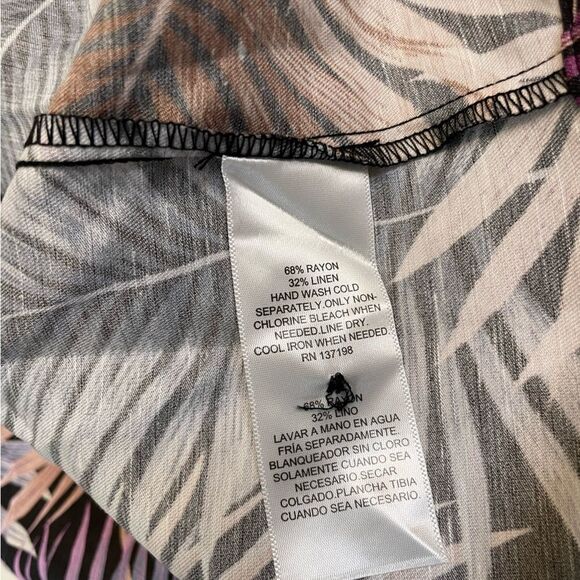 68% RAYON
32% LINEN
HAND WASH COLD
SEPARATELY.ONLY NON-
CHLORINE BLEACH WHEN
NEEDED.LINE DRY.
COOL IRON WHEN NEEDED.
RN 137198
68% RAYON
32% LINO
LAVAR A MANO EN AGUA
FRÍA SEPARADAMENTE.
BLANQUEADOR SIN CLORO
SOLAMENTE CUANDO SEA
NECESARIO.SECAR
COLGADO.PLANCHA TIBIA
CUANDO SEA NECESARIO.